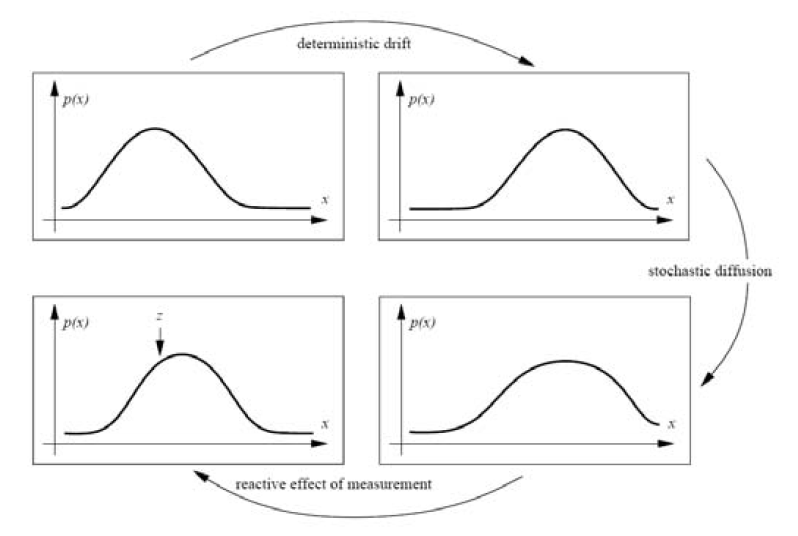 deterministic drift
p(x)
x
p(x)
x
stochastic diffusion
p(x)
z
x
p(x)
x
reactive effect of measurement